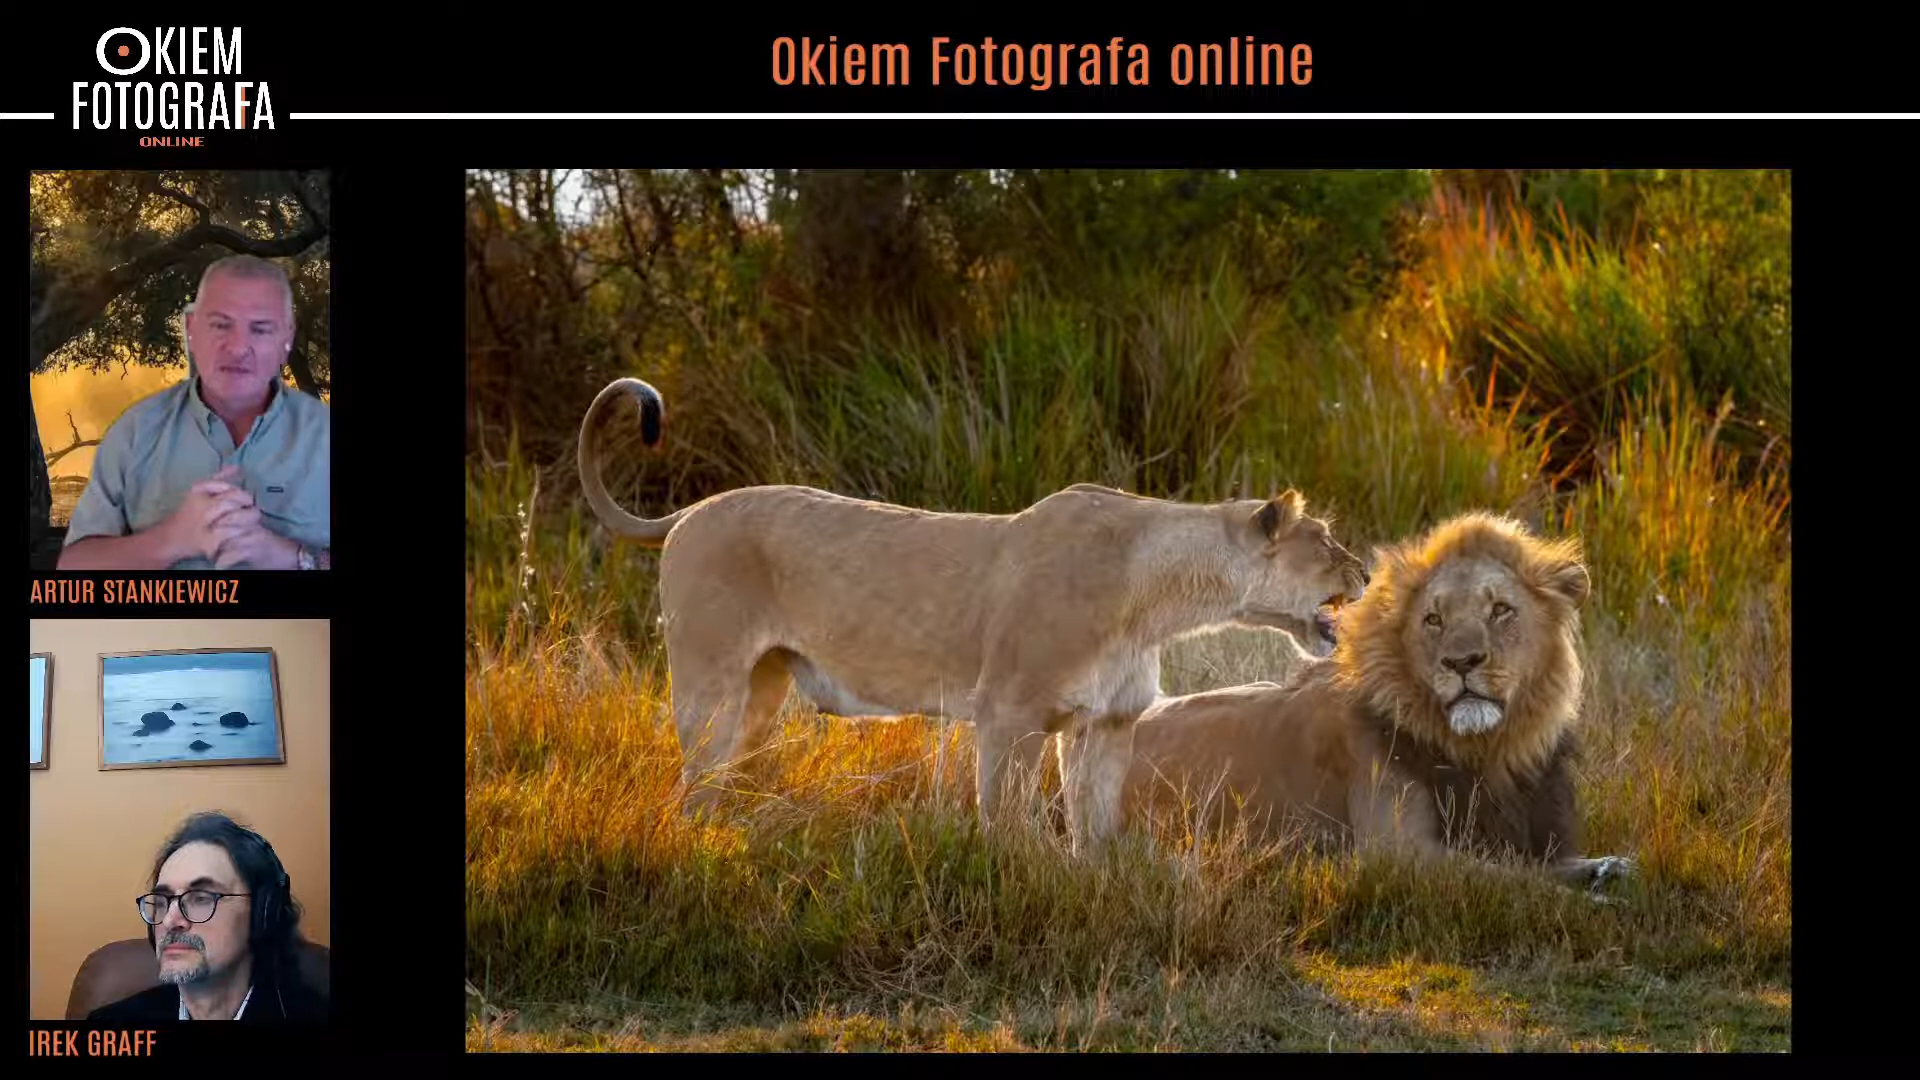 OKIEM
FOTOGRAFA
ONLINE
Okiem Fotografa online
ARTUR STANKIEWICZ
IREK GRAFF